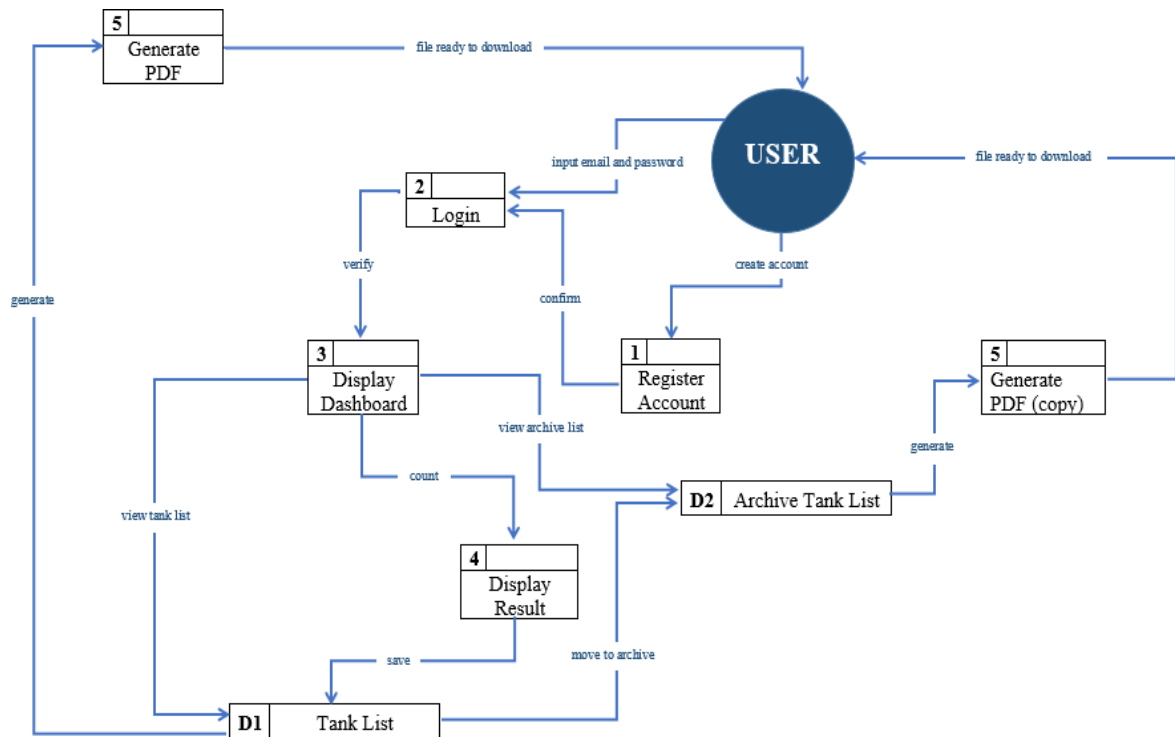 5
Generate
PDF
file ready to download
USER
input email and password
file ready to download
2
Login
create account
verify
generate
confirm
3
Display
Dashboard
1
Register
Account
5
Generate
PDF (copy)
view archive list
generate
count
D2 Archive Tank List
view tank list
4
Display
Result
save
move to archive
D1 Tank List